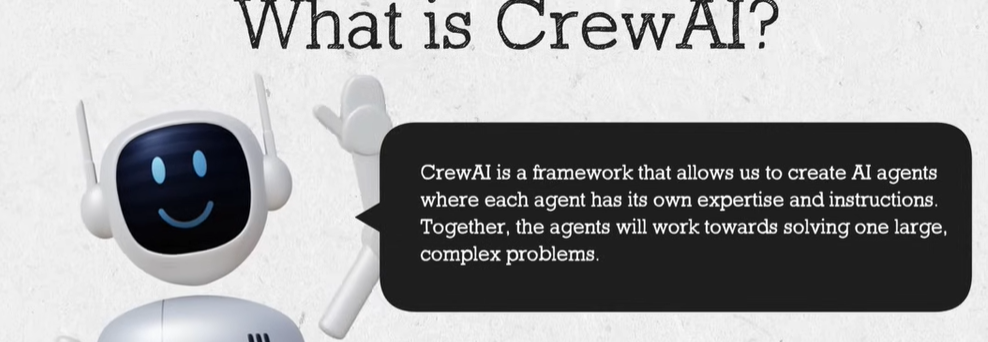 What is CrewAI?
CrewAI is a framework that allows us to create AI agents
where each agent has its own expertise and instructions.
Together, the agents will work towards solving one large,
complex problems.